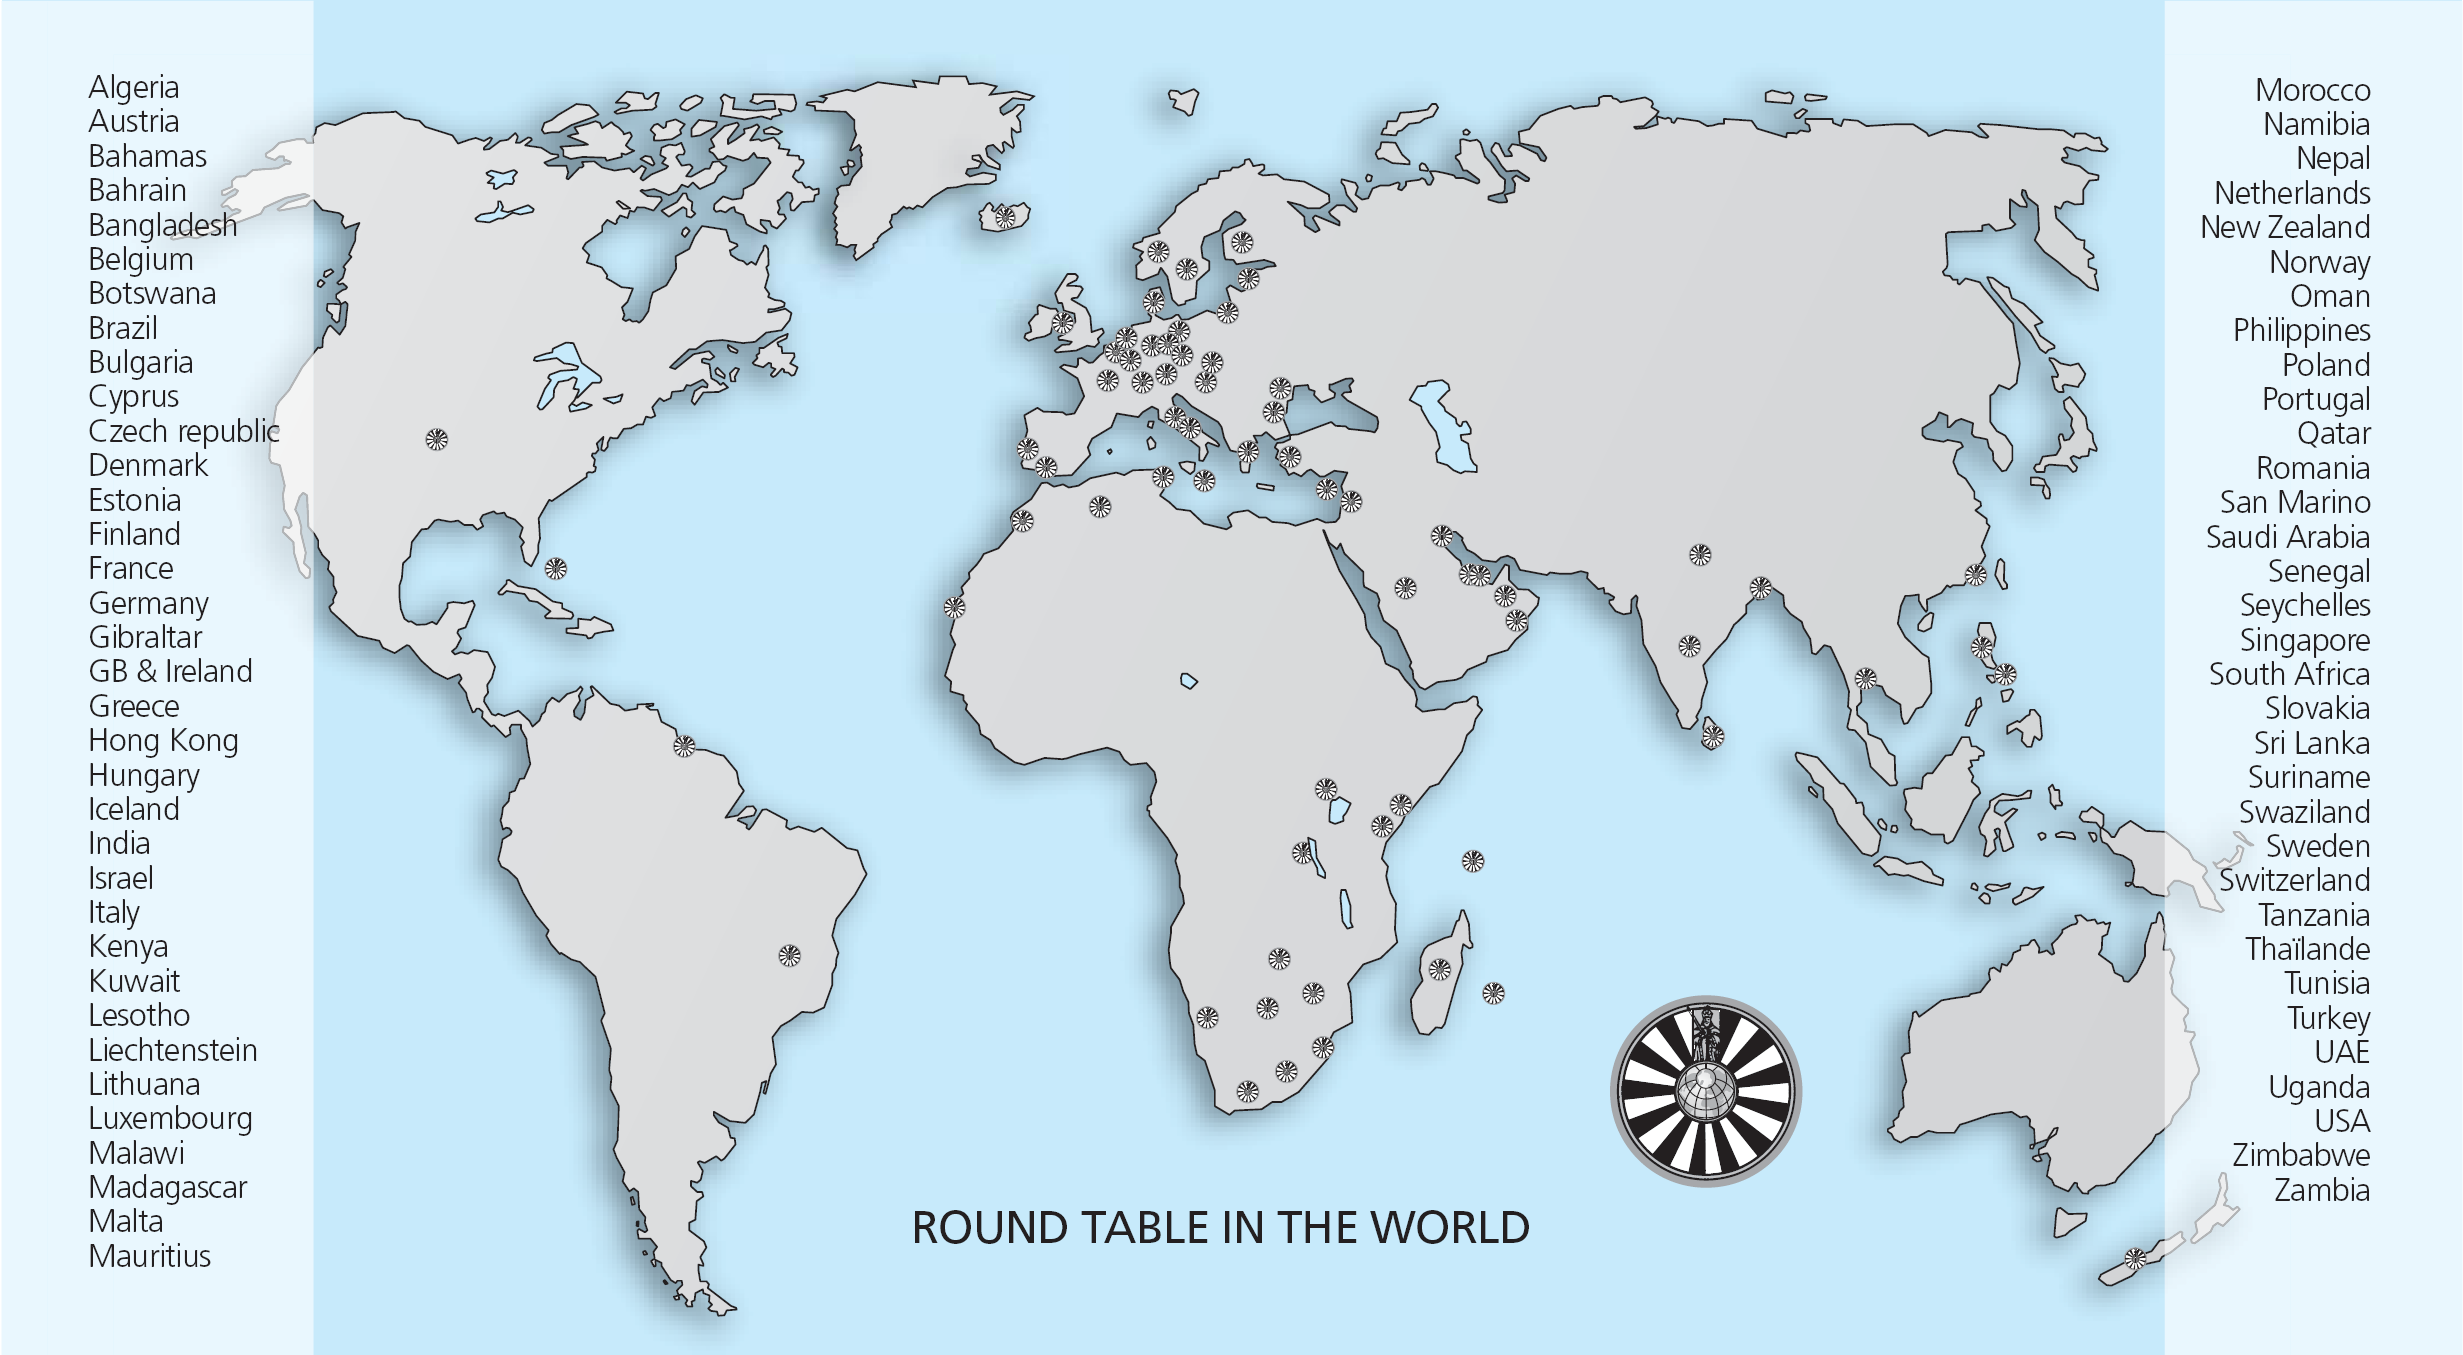 Algeria
Austria
Bahamas
Bahrain
Bangladesh
Belgium
Botswana
Brazil
Bulgaria
Cyprus
Czech republic
Denmark
Estonia
Finland
France
Germany
Gibraltar
GB & Ireland
Greece
Hong Kong
Hungary
Iceland
India
Israel
Italy
Kenya
Kuwait
Lesotho
Liechtenstein
Lithuana
Luxembourg
Malawi
Madagascar
Malta
Mauritius
Morocco
Namibia
Nepal
Netherlands
New Zealand
Norway
Oman
Philippines
Poland
Portugal
Qatar
Romania
San Marino
Saudi Arabia
Senegal
Seychelles
Singapore
South Africa
Slovakia
Sri Lanka
Suriname
Swaziland
Sweden
Switzerland
Tanzania
Thaïlande
Tunisia
Turkey
UAE
Uganda
USA
Zimbabwe
Zambia
ROUND TABLE IN THE WORLD